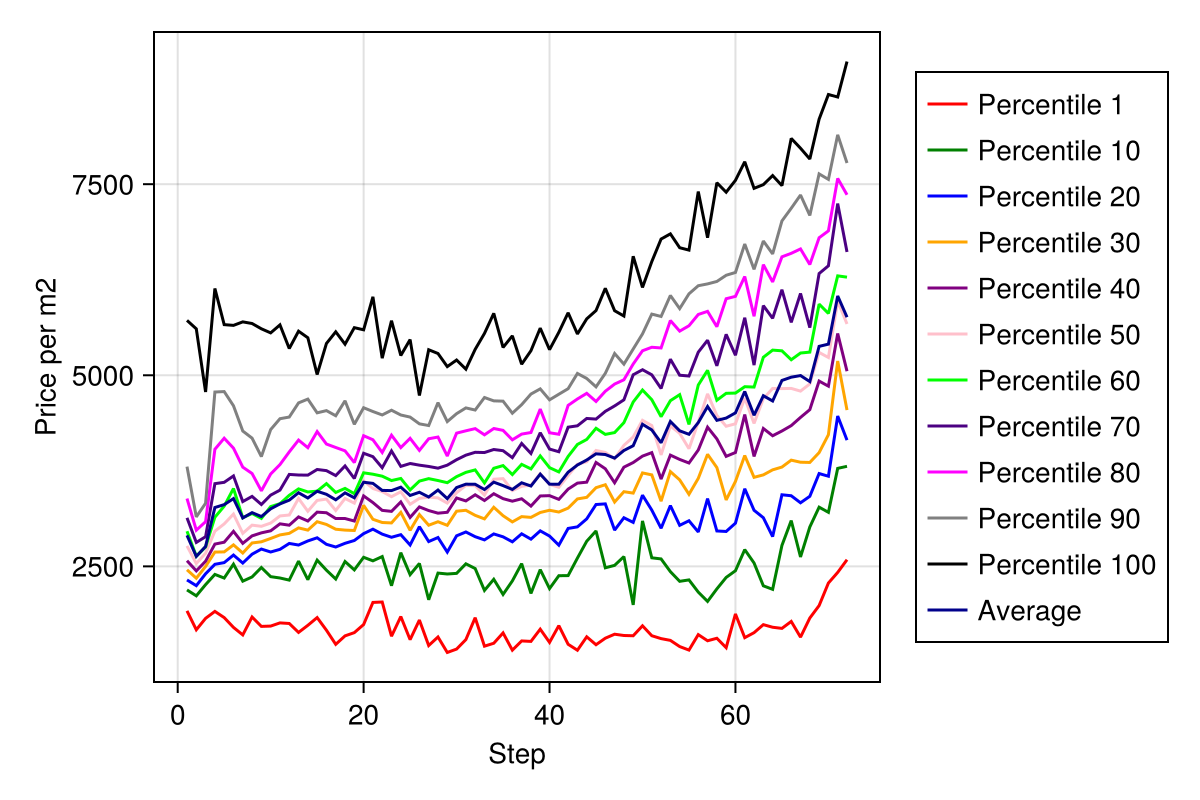 Price per m2
7500
5000
2500
0
20
40
60
Step
Percentile 1
Percentile 10
Percentile 20
Percentile 30
Percentile 40
Percentile 50
Percentile 60
Percentile 70
Percentile 80
Percentile 90
Percentile 100
Average